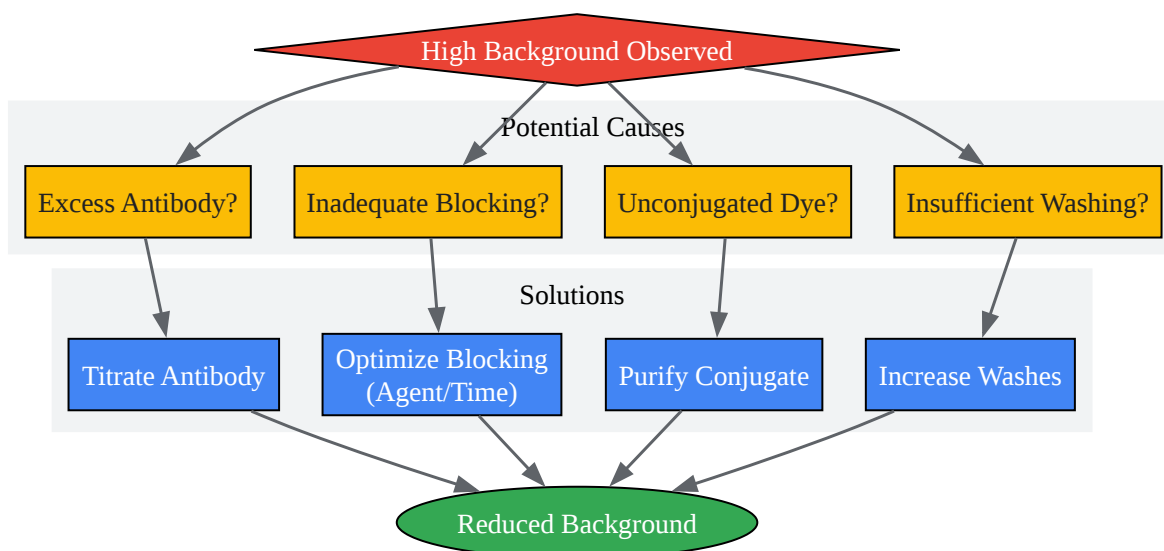 High Background Observed
Potential Causes
Excess Antibody?
Inadequate Blocking?
Unconjugated Dye?
Insufficient Washing?
Solutions
Titrate Antibody
Optimize Blocking
(Agent/Time)
Purify Conjugate
Increase Washes
Reduced Background